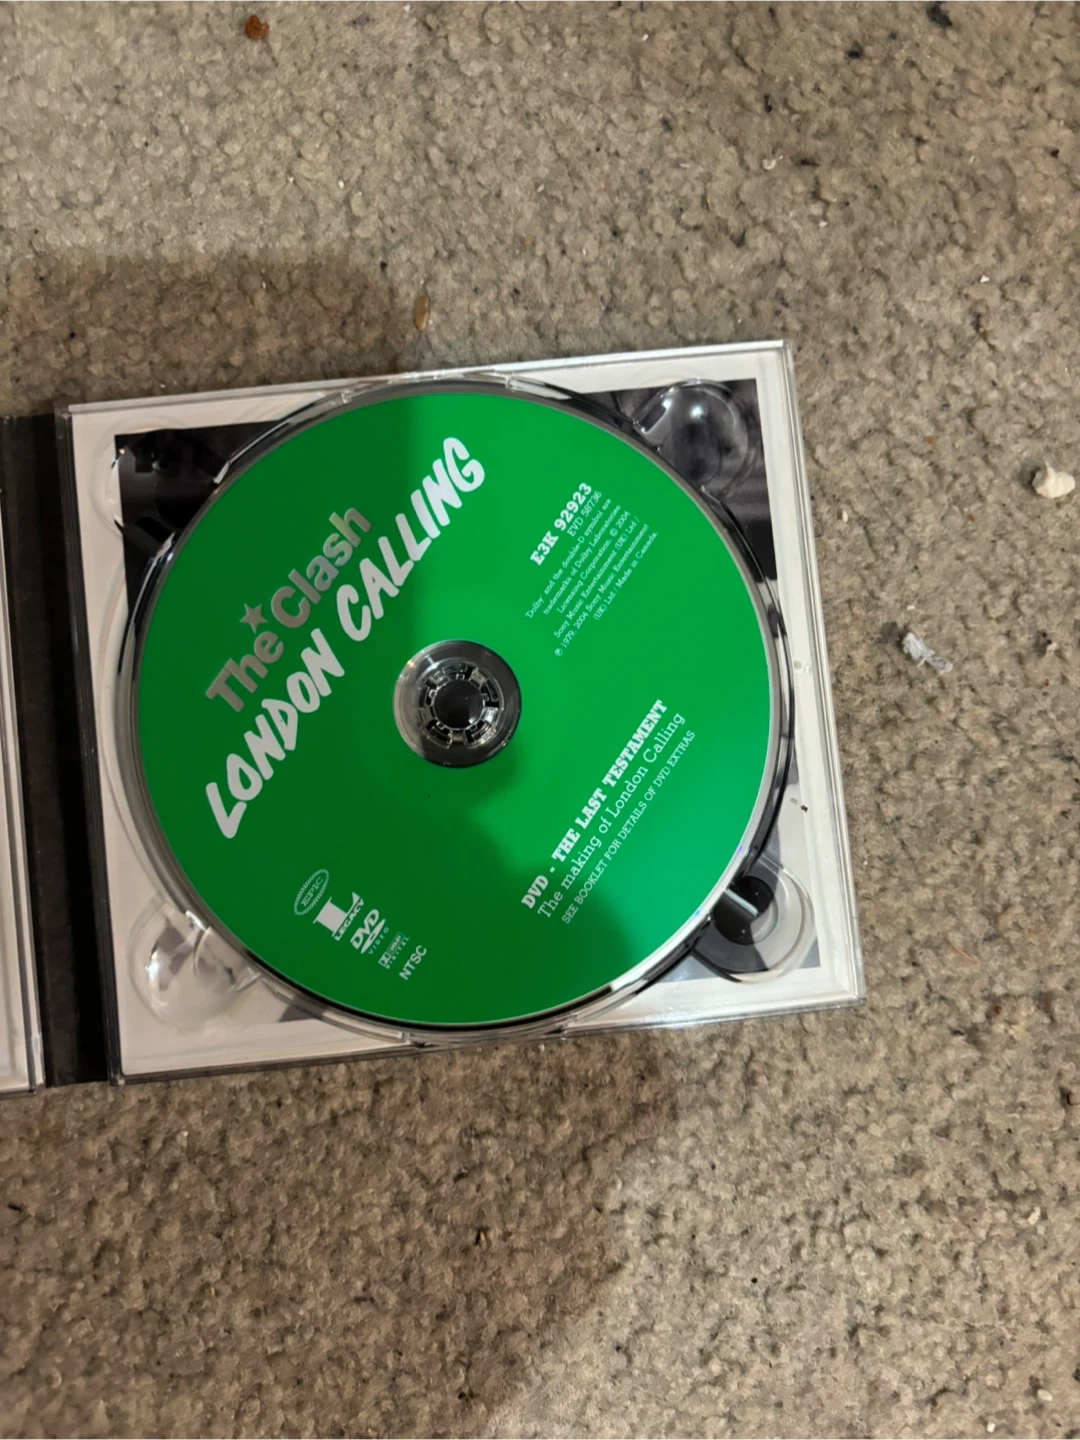 The Clash
LONDON CALLING
E3K 92923
EVD 58736
"Dolby" and the double-D symbol are
trademarks of Dolby Laboratories
Licensing Corporation. © 2004
Sony Music Entertainment (UK) Ltd /
℗ 1979, 2004 Sony Music Entertainment
(UK) Ltd / Made in Canada.
DVD - THE LAST TESTAMENT
The making of London Calling
SEE BOOKLET FOR DETAILS OF DVD EXTRAS
EPIC
L
LEGACY
DVD
VIDEO
DOLBY
DIGITAL
NTSC